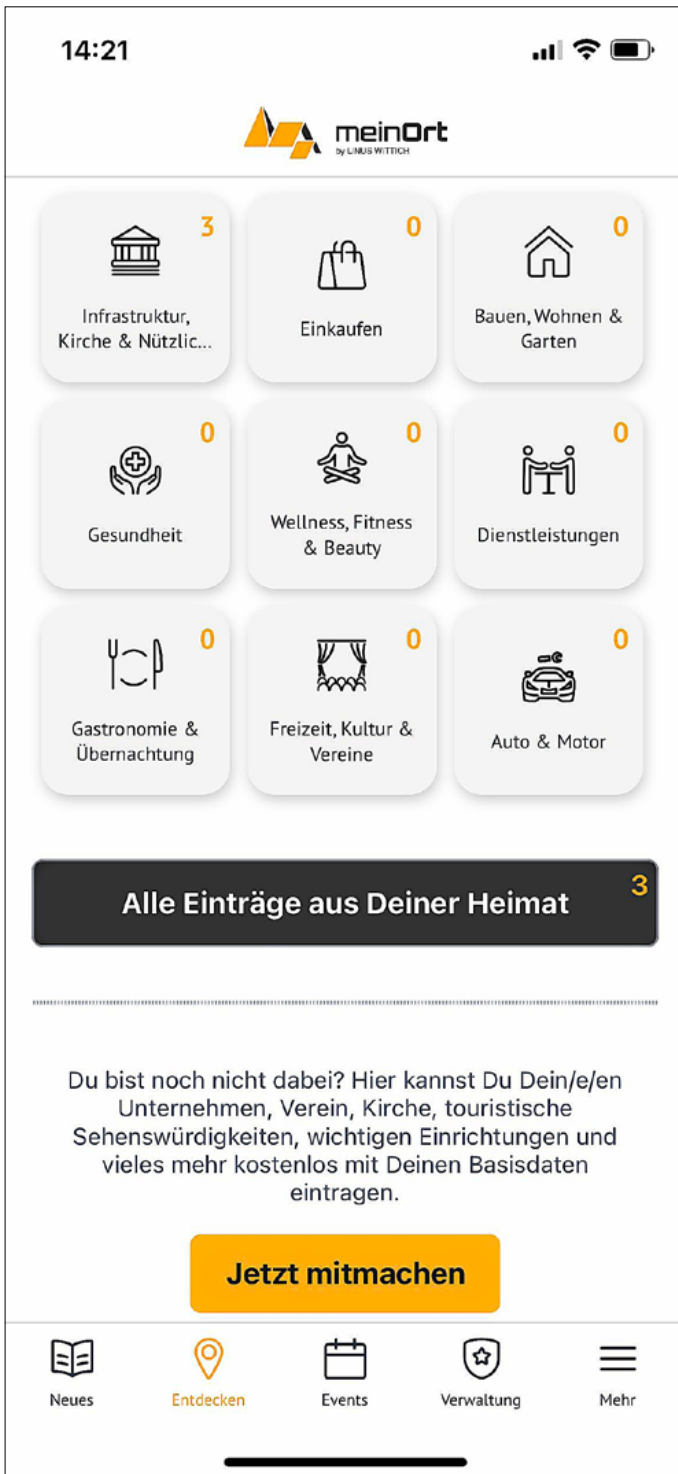 14:21
meinOrt
by LINUS WITTICH
3
Infrastruktur,
Kirche & Nützlic...
0
Einkaufen
0
Bauen, Wohnen &
Garten
0
Gesundheit
0
Wellness, Fitness
& Beauty
0
Dienstleistungen
0
Gastronomie &
Übernachtung
0
Freizeit, Kultur &
Vereine
0
Auto & Motor
Alle Einträge aus Deiner Heimat
3
Du bist noch nicht dabei? Hier kannst Du Dein/e/en
Unternehmen, Verein, Kirche, touristische
Sehenswürdigkeiten, wichtigen Einrichtungen und
vieles mehr kostenlos mit Deinen Basisdaten
eintragen.
Jetzt mitmachen
Neues
Entdecken
Events
Verwaltung
Mehr